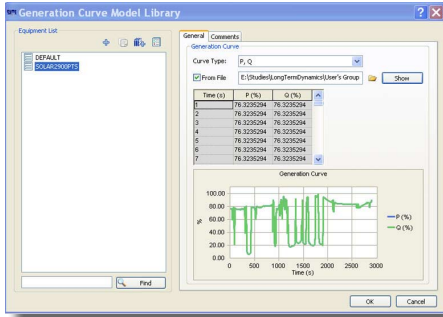 Generation Curve Model Library
Equipment List
DEFAULT
SOLAR2900PTS
Find
General Comments
Generation Curve
Curve Type: P, Q
From File E:\Studies\LongTermDynamics\User's Group Show
Time (s) P (%) Q (%)
1 76.3235294 76.3235294
2 76.3235294 76.3235294
3 76.3235294 76.3235294
4 76.3235294 76.3235294
5 76.3235294 76.3235294
6 76.3235294 76.3235294
7 76.3235294 76.3235294
Generation Curve
100.00
80.00
60.00
40.00
20.00
0.00
%
0 500 1000 1500 2000 2500 3000
Time (s)
P (%)
Q (%)
OK Cancel